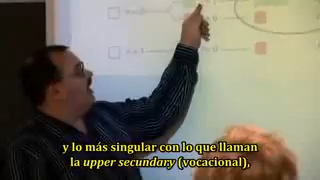 y lo más singular con lo que llaman
la upper secundary (vocacional),